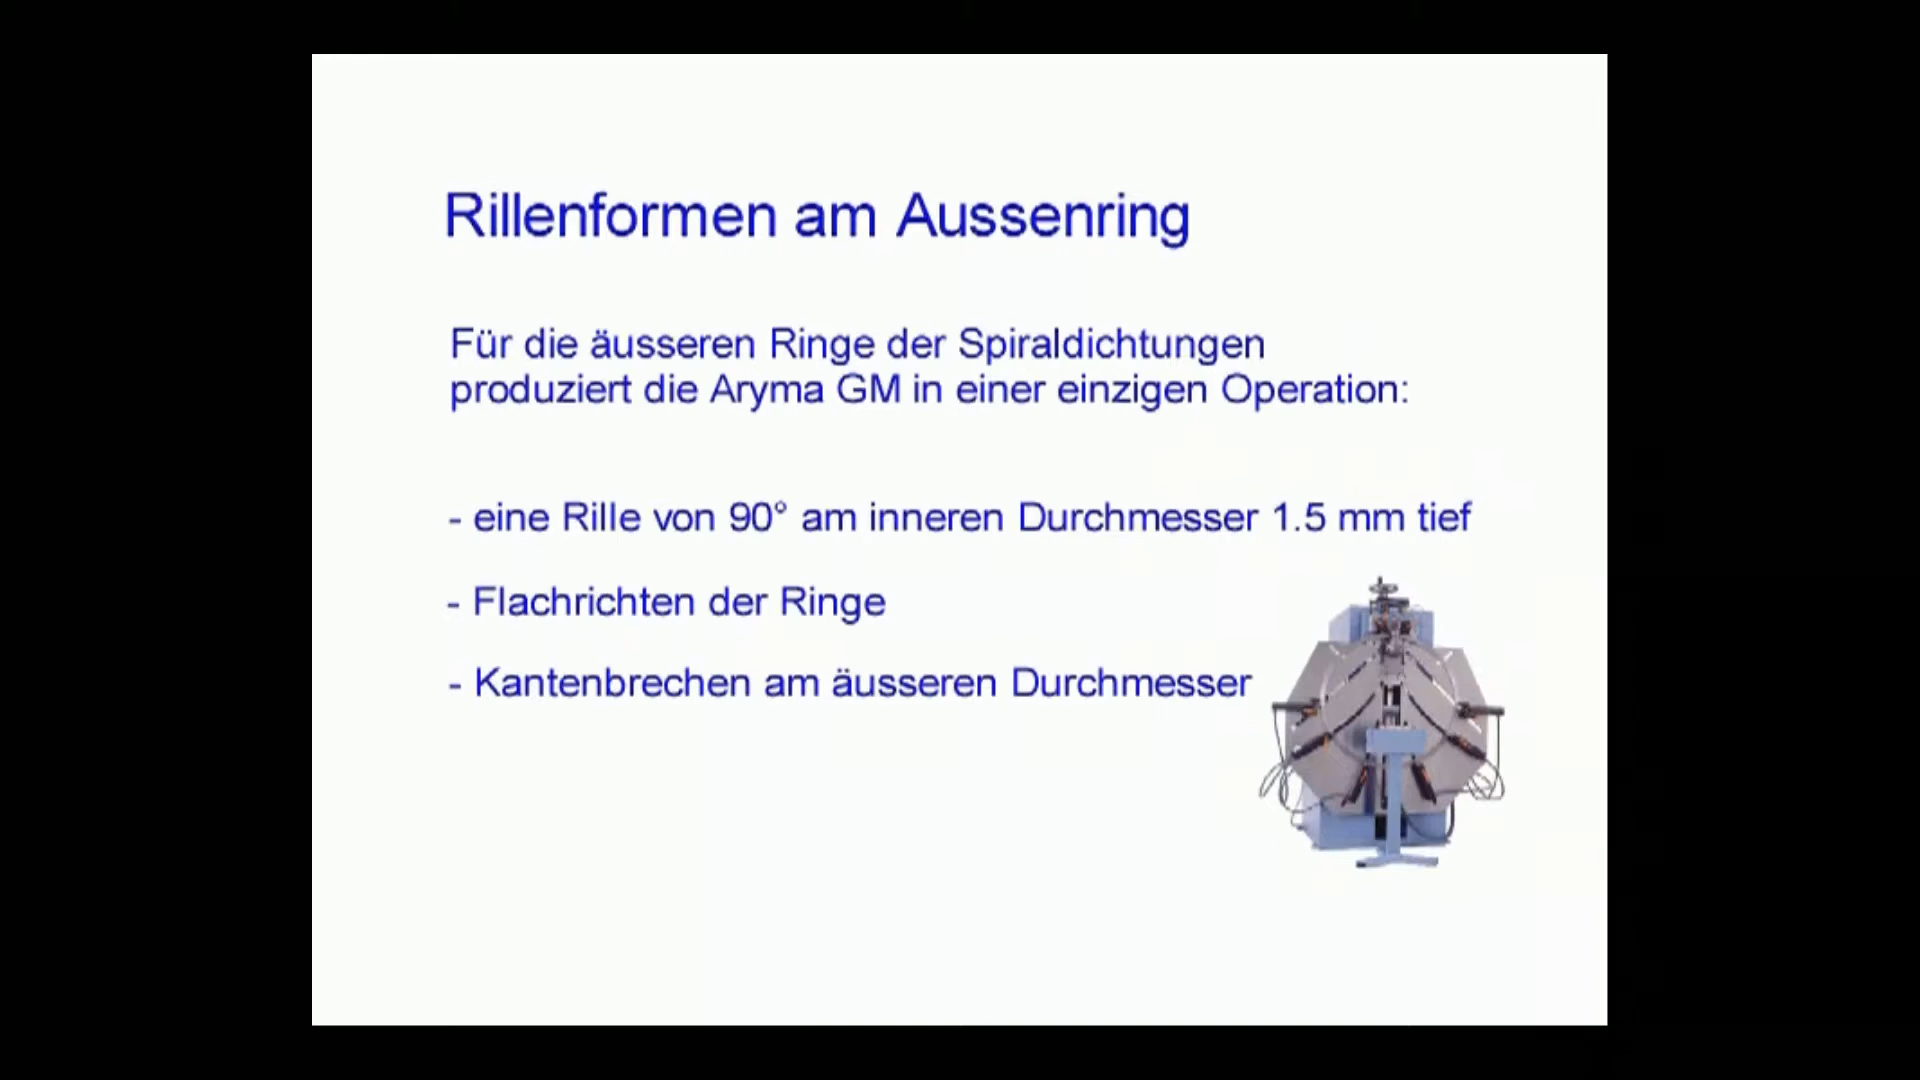 Rillenformen am Aussenring
Für die äusseren Ringe der Spiraldichtungen
produziert die Aryma GM in einer einzigen Operation:
- eine Rille von 90° am inneren Durchmesser 1.5 mm tief
- Flachrichten der Ringe
- Kantenbrechen am äusseren Durchmesser